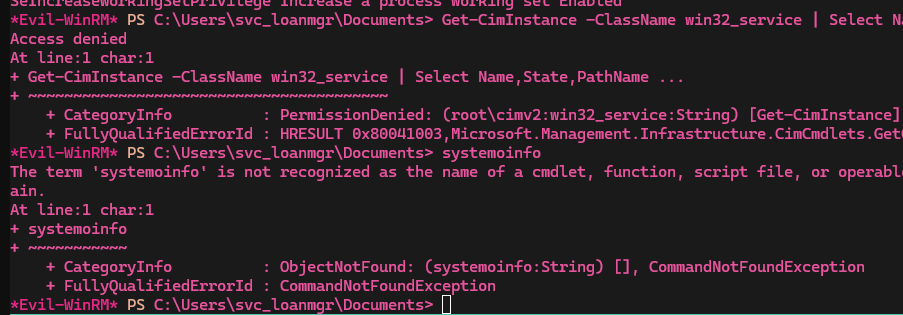 SeIncreaseWorkingSetPrivilege Increase a process working set Enabled
*Evil-WinRM* PS C:\Users\svc_loanmgr\Documents> Get-CimInstance -ClassName win32_service | Select Na
Access denied
At line:1 char:1
+ Get-CimInstance -ClassName win32_service | Select Name,State,PathName ...
+ ~~~~~~~~~~~~~~~~~~~~~~~~~~~~~~~~~~~~~~~~
    + CategoryInfo          : PermissionDenied: (root\cimv2:win32_service:String) [Get-CimInstance]
    + FullyQualifiedErrorId : HRESULT 0x80041003,Microsoft.Management.Infrastructure.CimCmdlets.GetC
*Evil-WinRM* PS C:\Users\svc_loanmgr\Documents> systemoinfo
The term 'systemoinfo' is not recognized as the name of a cmdlet, function, script file, or operable
ain.
At line:1 char:1
+ systemoinfo
+ ~~~~~~~~~~~
    + CategoryInfo          : ObjectNotFound: (systemoinfo:String) [], CommandNotFoundException
    + FullyQualifiedErrorId : CommandNotFoundException
*Evil-WinRM* PS C:\Users\svc_loanmgr\Documents>